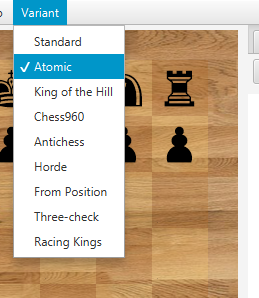 Variant
Standard
✓ Atomic
King of the Hill
Chess960
Antichess
Horde
From Position
Three-check
Racing Kings